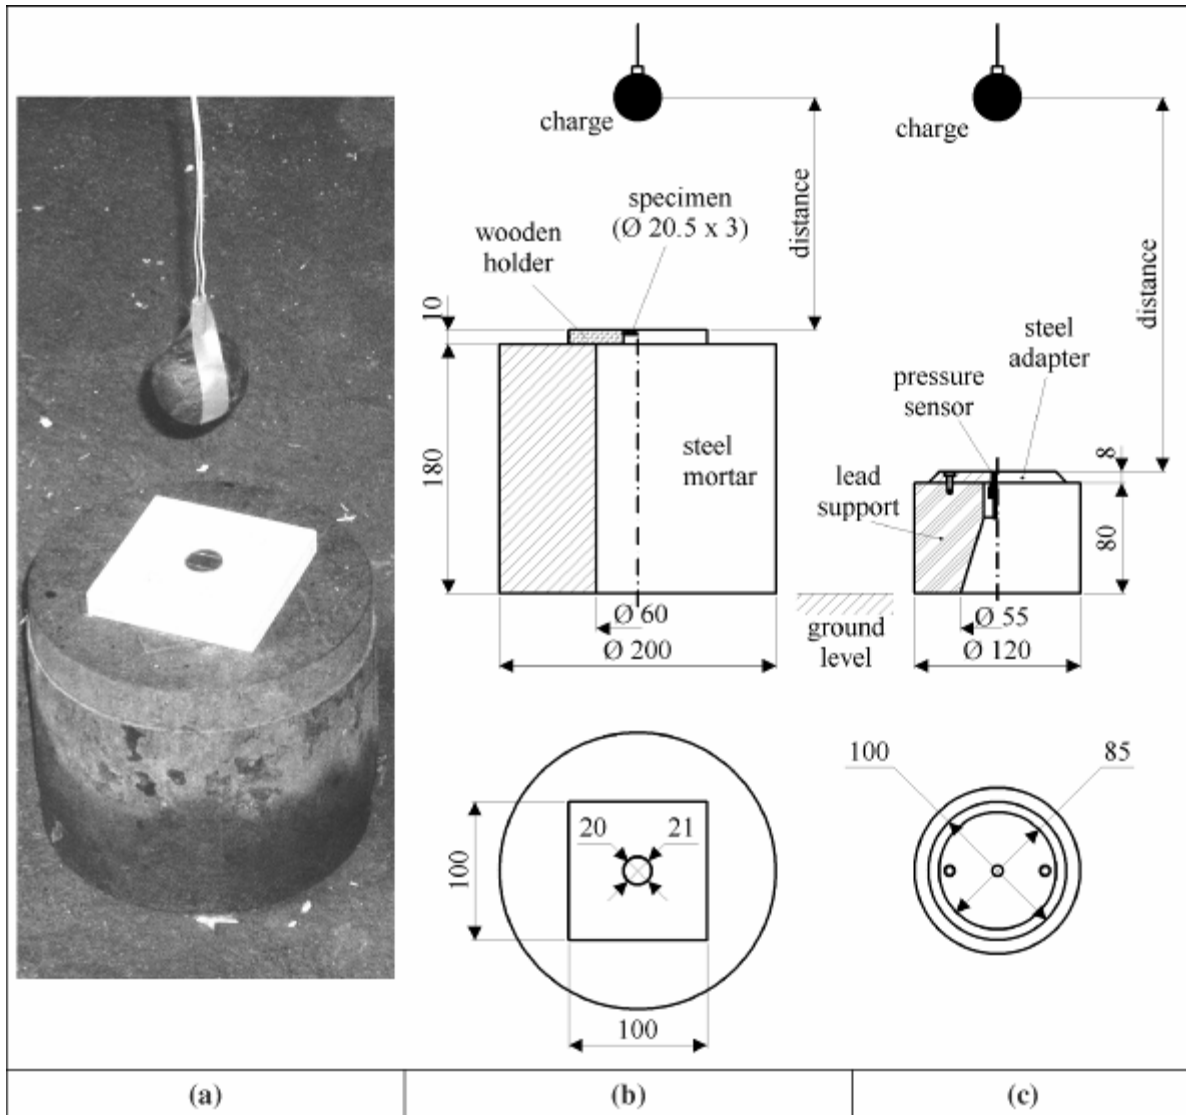 charge
specimen
(Ø 20.5 x 3)
wooden
holder
distance
10
180
steel
mortar
Ø 60
Ø 200
20
21
100
100
charge
distance
steel
adapter
pressure
sensor
8
lead
support
80
ground
level
Ø 55
Ø 120
100
85
(a)
(b)
(c)